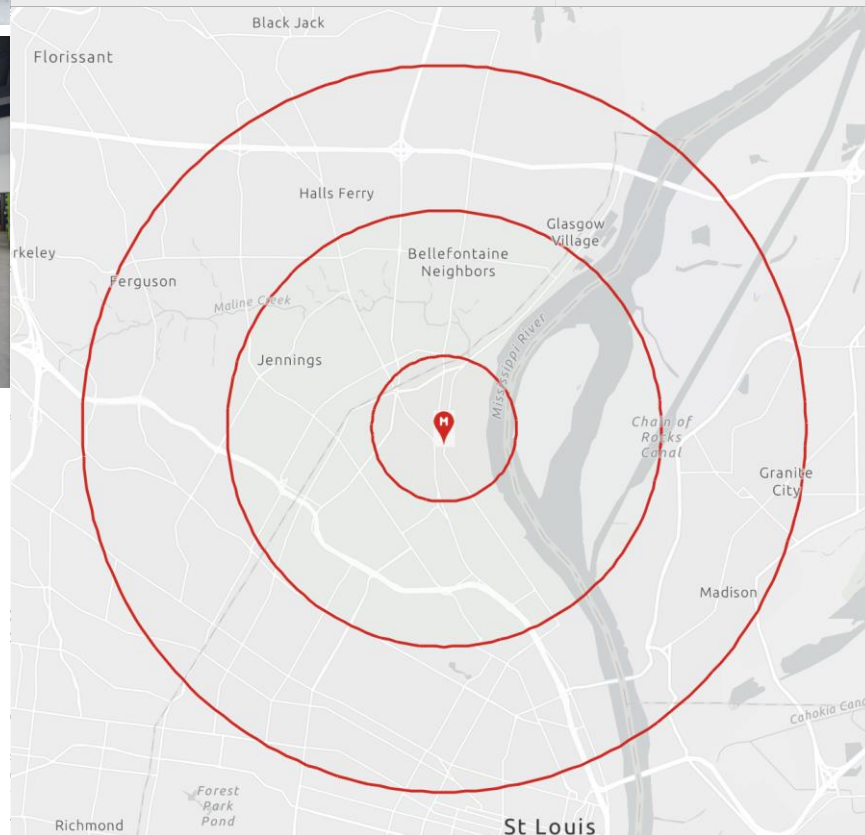 Black Jack
Florissant
Halls Ferry
Glasgow
Village
rkeley
Bellefontaine
Neighbors
Ferguson
Maline Creek
Mississippi River
Jennings
M
Chain of
Rocks
Canal
Granite
City
Madison
Cahokia Cana
Forest
Park
Pond
Richmond
St Louis